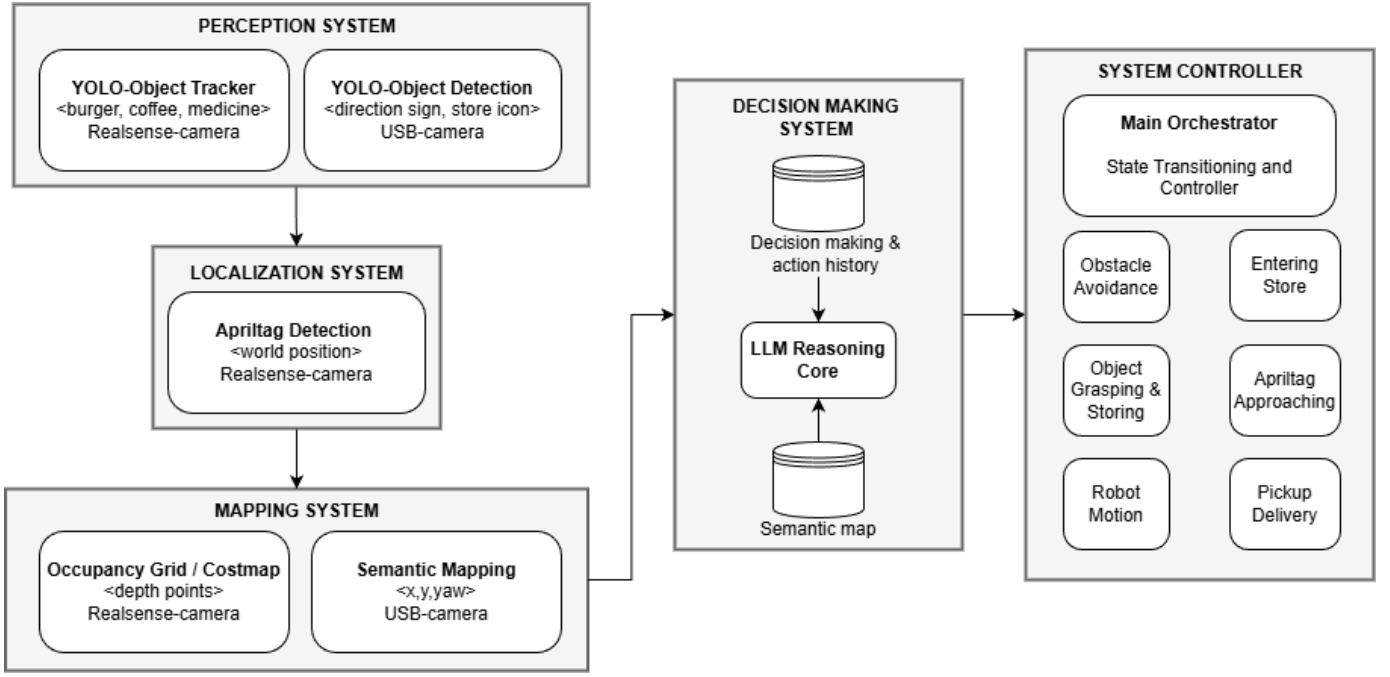 PERCEPTION SYSTEM
YOLO-Object Tracker
<burger, coffee, medicine>
Realsense-camera
YOLO-Object Detection
<direction sign, store icon>
USB-camera
LOCALIZATION SYSTEM
Apriltag Detection
<world position>
Realsense-camera
MAPPING SYSTEM
Occupancy Grid / Costmap
<depth points>
Realsense-camera
Semantic Mapping
<x,y,yaw>
USB-camera
DECISION MAKING
SYSTEM
Decision making &
action history
LLM Reasoning
Core
Semantic map
SYSTEM CONTROLLER
Main Orchestrator
State Transitioning and
Controller
Obstacle
Avoidance
Entering
Store
Object
Grasping &
Storing
Apriltag
Approaching
Robot
Motion
Pickup
Delivery